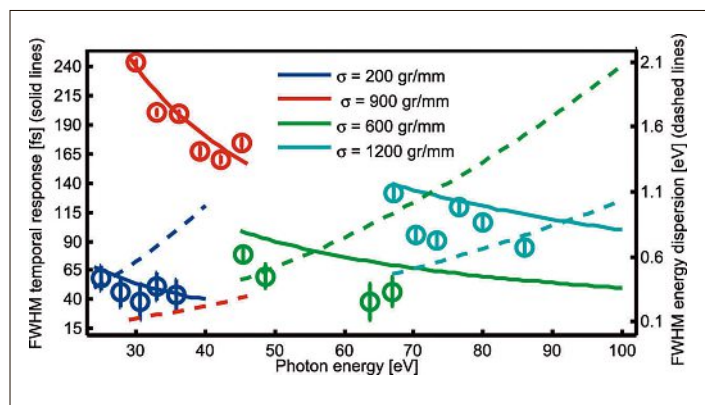 FWHM temporal response [fs] (solid lines)
240
215
190
165
140
115
90
65
40
15
σ = 200 gr/mm
σ = 900 gr/mm
σ = 600 gr/mm
σ = 1200 gr/mm
2.1
1.6
1.1
0.6
0.1
FWHM energy dispersion [eV] (dashed lines)
30 40 50 60 70 80 90 100
Photon energy [eV]